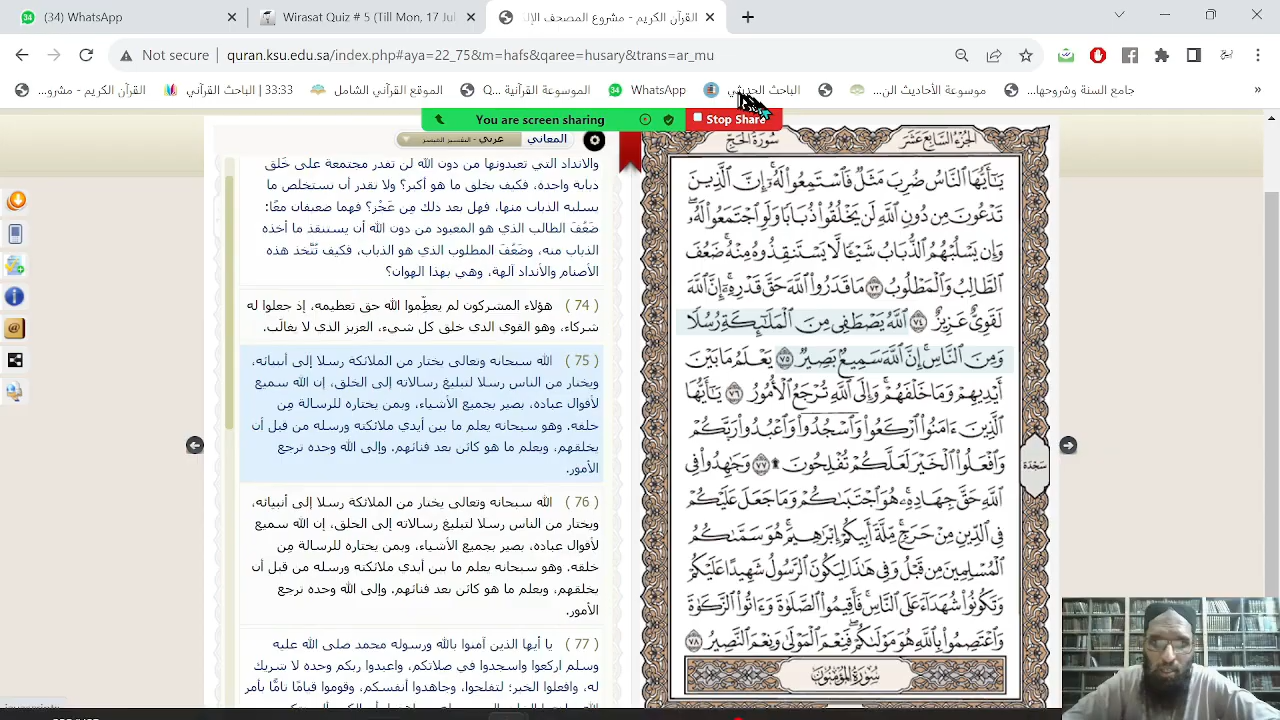 (34) WhatsApp
Wirasat Quiz # 5 (Till Mon, 17 Jul
القرآن الكريم - مشروع المصحف الإل
Not secure | quran.ksu.edu.sa/index.php#aya=22_75&m=hafs&qaree=husary&trans=ar_mu
القرآن الكريم - مشرو...
الباحث القرآني | 33:33
مصاحف الصفحات الشامل
الموسوعة القرآنية Q...
WhatsApp
الباحث الحديثي
موسوعة الأحاديث الن...
جامع السنة وشروحها...
You are screen sharing
Stop Share
المعاني
عربي - التفسير الميسر
سُورَةُ الْحَجِّ
الجُزْءُ السَّابِعَ عَشَرَ
والأنداد التي تعبدونها من دون الله لن تقدر مجتمعة على خَلْق
ذبابة واحدة، فكيف بخلق ما هو أكبر؟ ولا تقدر أن تستخلص ما
يسلبه الذباب منها، فهل بعد ذلك مِن عَجْز؟ فهما ضعيفان معًا:
ضَعُفَ الطالب الذي هو المعبود من دون الله أن يستنقذ ما أخذه
الذباب منه، وضَعُفَ المطلوب الذي هو الذباب، فكيف تُتَّخذ هذه
الأصنام والأنداد آلهة، وهي بهذا الهوان؟
( 74 ) هؤلاء المشركون لم يعظِّموا الله حق تعظيمه، إذ جعلوا له
شركاء، وهو القوي الذي خلق كل شيء، العزيز الذي لا يغالَب.
( 75 ) الله سبحانه وتعالى يختار من الملائكة رسلا إلى أنبيائه،
ويختار من الناس رسلا لتبليغ رسالاته إلى الخلق، إن الله سميع
لأقوال عباده، بصير بجميع الأشياء، وبمن يختاره للرسالة مِن
خلقه. وهو سبحانه يعلم ما بين أيدي ملائكته ورسله من قبل أن
يخلقهم، ويعلم ما هو كائن بعد فنائهم. وإلى الله وحده ترجع
الأمور.
( 76 ) الله سبحانه وتعالى يختار من الملائكة رسلا إلى أنبيائه،
ويختار من الناس رسلا لتبليغ رسالاته إلى الخلق، إن الله سميع
لأقوال عباده، بصير بجميع الأشياء، وبمن يختاره للرسالة مِن
خلقه. وهو سبحانه يعلم ما بين أيدي ملائكته ورسله من قبل أن
يخلقهم، ويعلم ما هو كائن بعد فنائهم. وإلى الله وحده ترجع
الأمور.
( 77 ) يا أيها الذين آمنوا بالله ورسوله محمد صلى الله عليه
وسلم اركعوا واسجدوا في صلاتكم، واعبدوا ربكم وحده لا شريك
له، وافعلوا الخير؛ لتفلحوا، وجاهدوا أنفسكم، وقوموا قيامًا تامًّا بأمر
يَـٰٓأَيُّهَا ٱلنَّاسُ ضُرِبَ مَثَلٌ فَٱسْتَمِعُوا۟ لَهُۥٓ ۚ إِنَّ ٱلَّذِينَ
تَدْعُونَ مِن دُونِ ٱللَّهِ لَن يَخْلُقُوا۟ ذُبَابًا وَلَوِ ٱجْتَمَعُوا۟ لَهُۥ ۖ
وَإِن يَسْلُبْهُمُ ٱلذُّبَابُ شَيْـًٔا لَّا يَسْتَنقِذُوهُ مِنْهُ ۚ ضَعُفَ
ٱلطَّالِبُ وَٱلْمَطْلُوبُ ٧٣ مَا قَدَرُوا۟ ٱللَّهَ حَقَّ قَدْرِهِۦٓ ۗ إِنَّ ٱللَّهَ
لَقَوِىٌّ عَزِيزٌ ٧٤ ٱللَّهُ يَصْطَفِى مِنَ ٱلْمَلَـٰٓئِكَةِ رُسُلًا
وَمِنَ ٱلنَّاسِ ۚ إِنَّ ٱللَّهَ سَمِيعٌۢ بَصِيرٌ ٧٥ يَعْلَمُ مَا بَيْنَ
أَيْدِيهِمْ وَمَا خَلْفَهُمْ ۗ وَإِلَى ٱللَّهِ تُرْجَعُ ٱلْأُمُورُ ٧٦ يَـٰٓأَيُّهَا
ٱلَّذِينَ ءَامَنُوا۟ ٱرْكَعُوا۟ وَٱسْجُدُوا۟ وَٱعْبُدُوا۟ رَبَّكُمْ
وَٱفْعَلُوا۟ ٱلْخَيْرَ لَعَلَّكُمْ تُفْلِحُونَ ۩ ٧٧ وَجَـٰهِدُوا۟ فِى
ٱللَّهِ حَقَّ جِهَادِهِۦ ۚ هُوَ ٱجْتَبَىٰكُمْ وَمَا جَعَلَ عَلَيْكُمْ
فِى ٱلدِّينِ مِنْ حَرَجٍ ۚ مِّلَّةَ أَبِيكُمْ إِبْرَٰهِيمَ ۚ هُوَ سَمَّىٰكُمُ
ٱلْمُسْلِمِينَ مِن قَبْلُ وَفِى هَـٰذَا لِيَكُونَ ٱلرَّسُولُ شَهِيدًا عَلَيْكُمْ
وَتَكُونُوا۟ شُهَدَآءَ عَلَى ٱلنَّاسِ ۚ فَأَقِيمُوا۟ ٱلصَّلَوٰةَ وَءَاتُوا۟ ٱلزَّكَوٰةَ
وَٱعْتَصِمُوا۟ بِٱللَّهِ هُوَ مَوْلَىٰكُمْ ۖ فَنِعْمَ ٱلْمَوْلَىٰ وَنِعْمَ ٱلنَّصِيرُ ٧٨
سَجْدَة
سُورَةُ الْمُؤْمِنُونَ